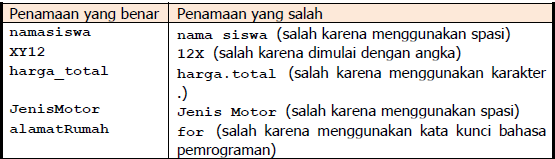 Penamaan yang benar Penamaan yang salah
namasiswa nama siswa (salah karena menggunakan spasi)
XY12 12X (salah karena dimulai dengan angka)
harga_total harga.total (salah karena menggunakan karakter
.)
JenisMotor Jenis Motor (salah karena menggunakan spasi)
alamatRumah for (salah karena menggunakan kata kunci bahasa
pemrograman)